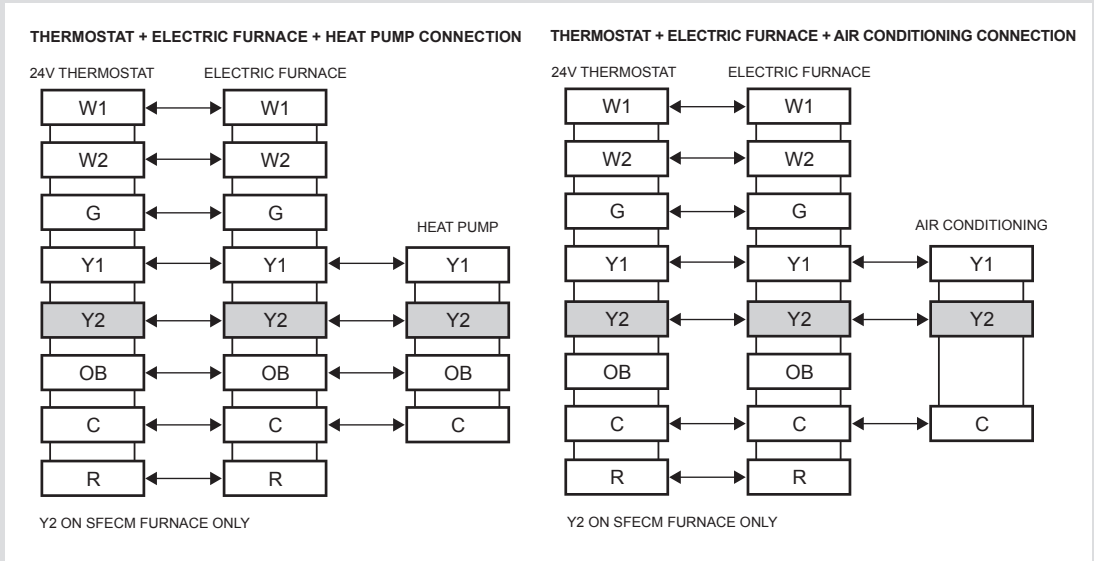 THERMOSTAT + ELECTRIC FURNACE + HEAT PUMP CONNECTION
24V THERMOSTAT ELECTRIC FURNACE
W1 W1
W2 W2
G G
HEAT PUMP
Y1 Y1 Y1
Y2 Y2 Y2
OB OB OB
C C C
R R
Y2 ON SFECM FURNACE ONLY
THERMOSTAT + ELECTRIC FURNACE + AIR CONDITIONING CONNECTION
24V THERMOSTAT ELECTRIC FURNACE
W1 W1
W2 W2
G G
AIR CONDITIONING
Y1 Y1 Y1
Y2 Y2 Y2
OB OB
C C C
R R
Y2 ON SFECM FURNACE ONLY